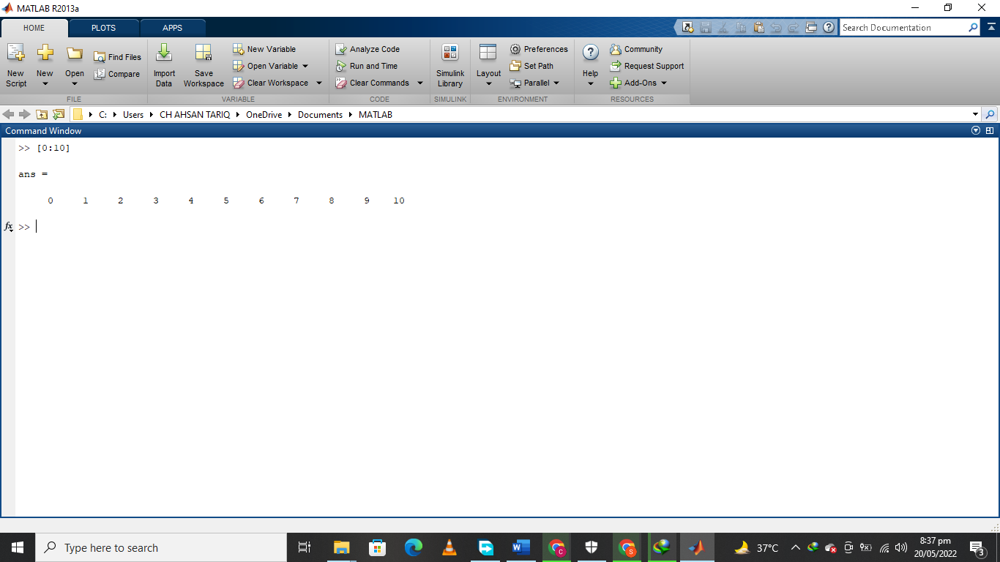 MATLAB R2013a
HOME PLOTS APPS
Search Documentation
New Script
New
Open
Find Files
Compare
Import Data
Save Workspace
New Variable
Open Variable
Clear Workspace
Analyze Code
Run and Time
Clear Commands
Simulink Library
Layout
Preferences
Set Path
Parallel
Help
Community
Request Support
Add-Ons
FILE VARIABLE CODE SIMULINK ENVIRONMENT RESOURCES
C: Users CH AHSAN TARIQ OneDrive Documents MATLAB
Command Window
>> [0:10]
ans =
0 1 2 3 4 5 6 7 8 9 10
fx >>
Type here to search
37°C
8:37 pm
20/05/2022
3